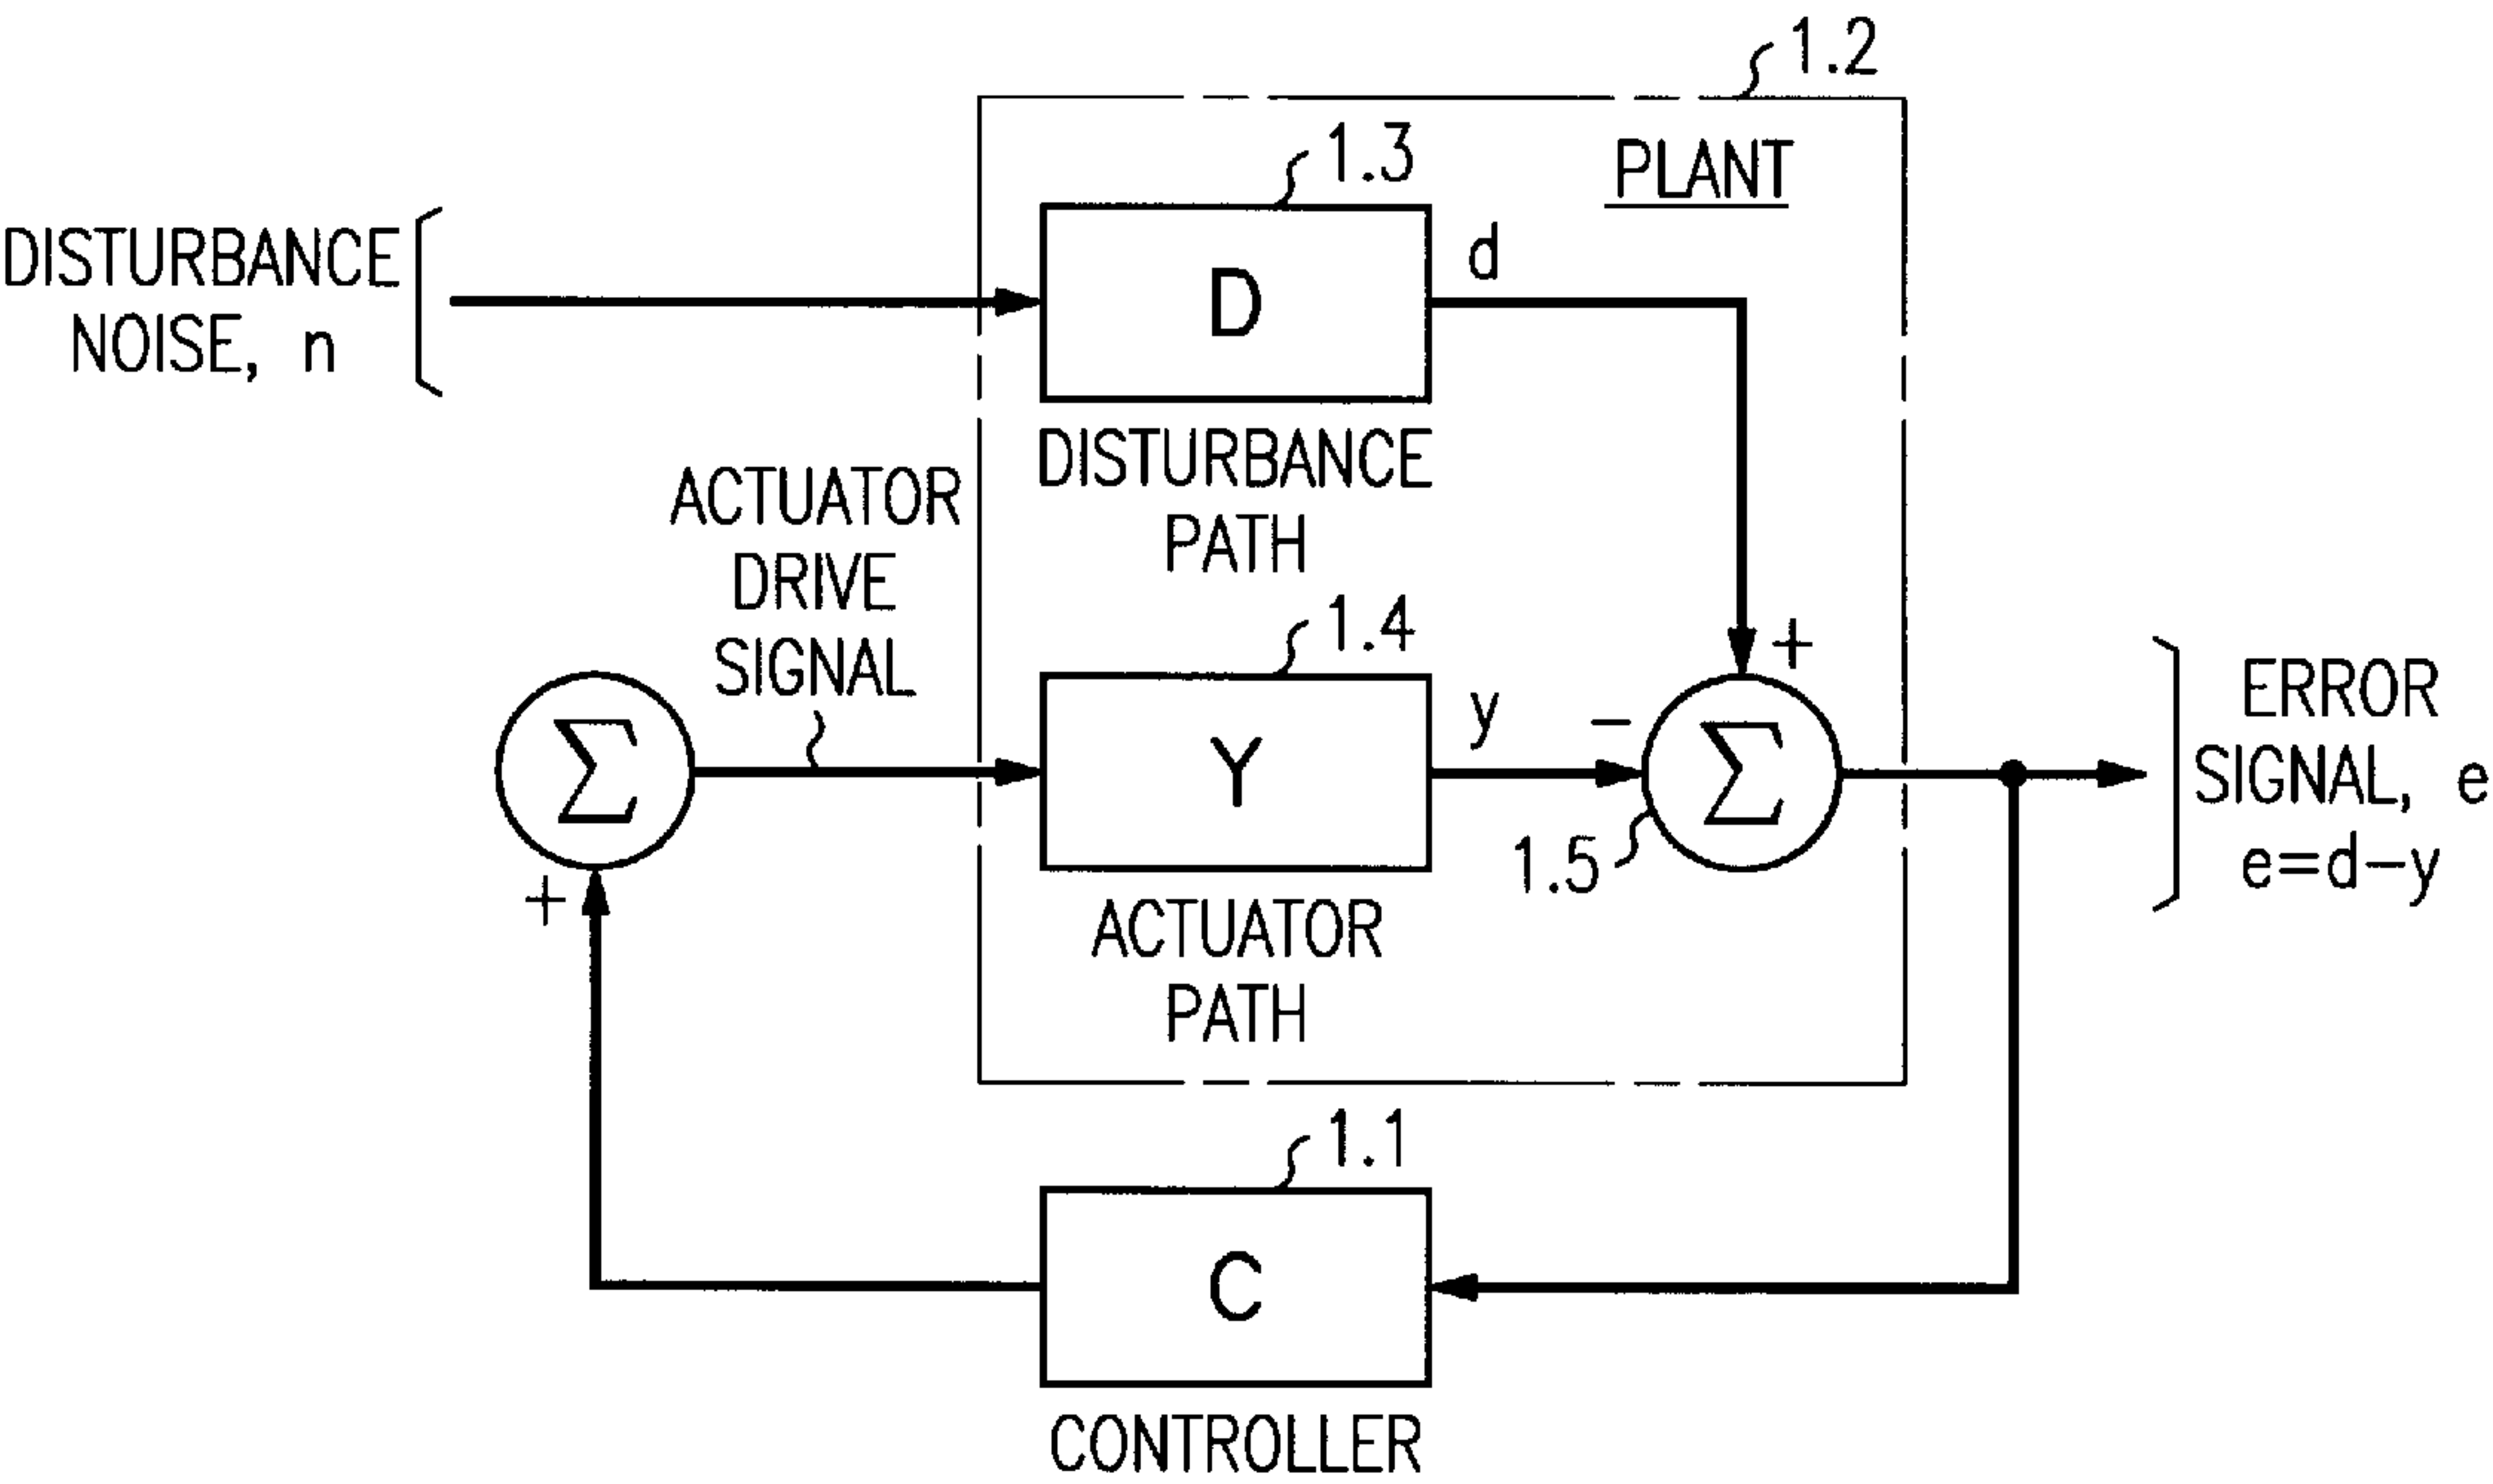 1.2
PLANT
1.3
DISTURBANCE
NOISE, n
D
d
DISTURBANCE
PATH
ACTUATOR
DRIVE
SIGNAL
1.4
Σ
+
Y
y
−
+
Σ
1.5
ERROR
SIGNAL, e
e=d−y
ACTUATOR
PATH
1.1
C
CONTROLLER